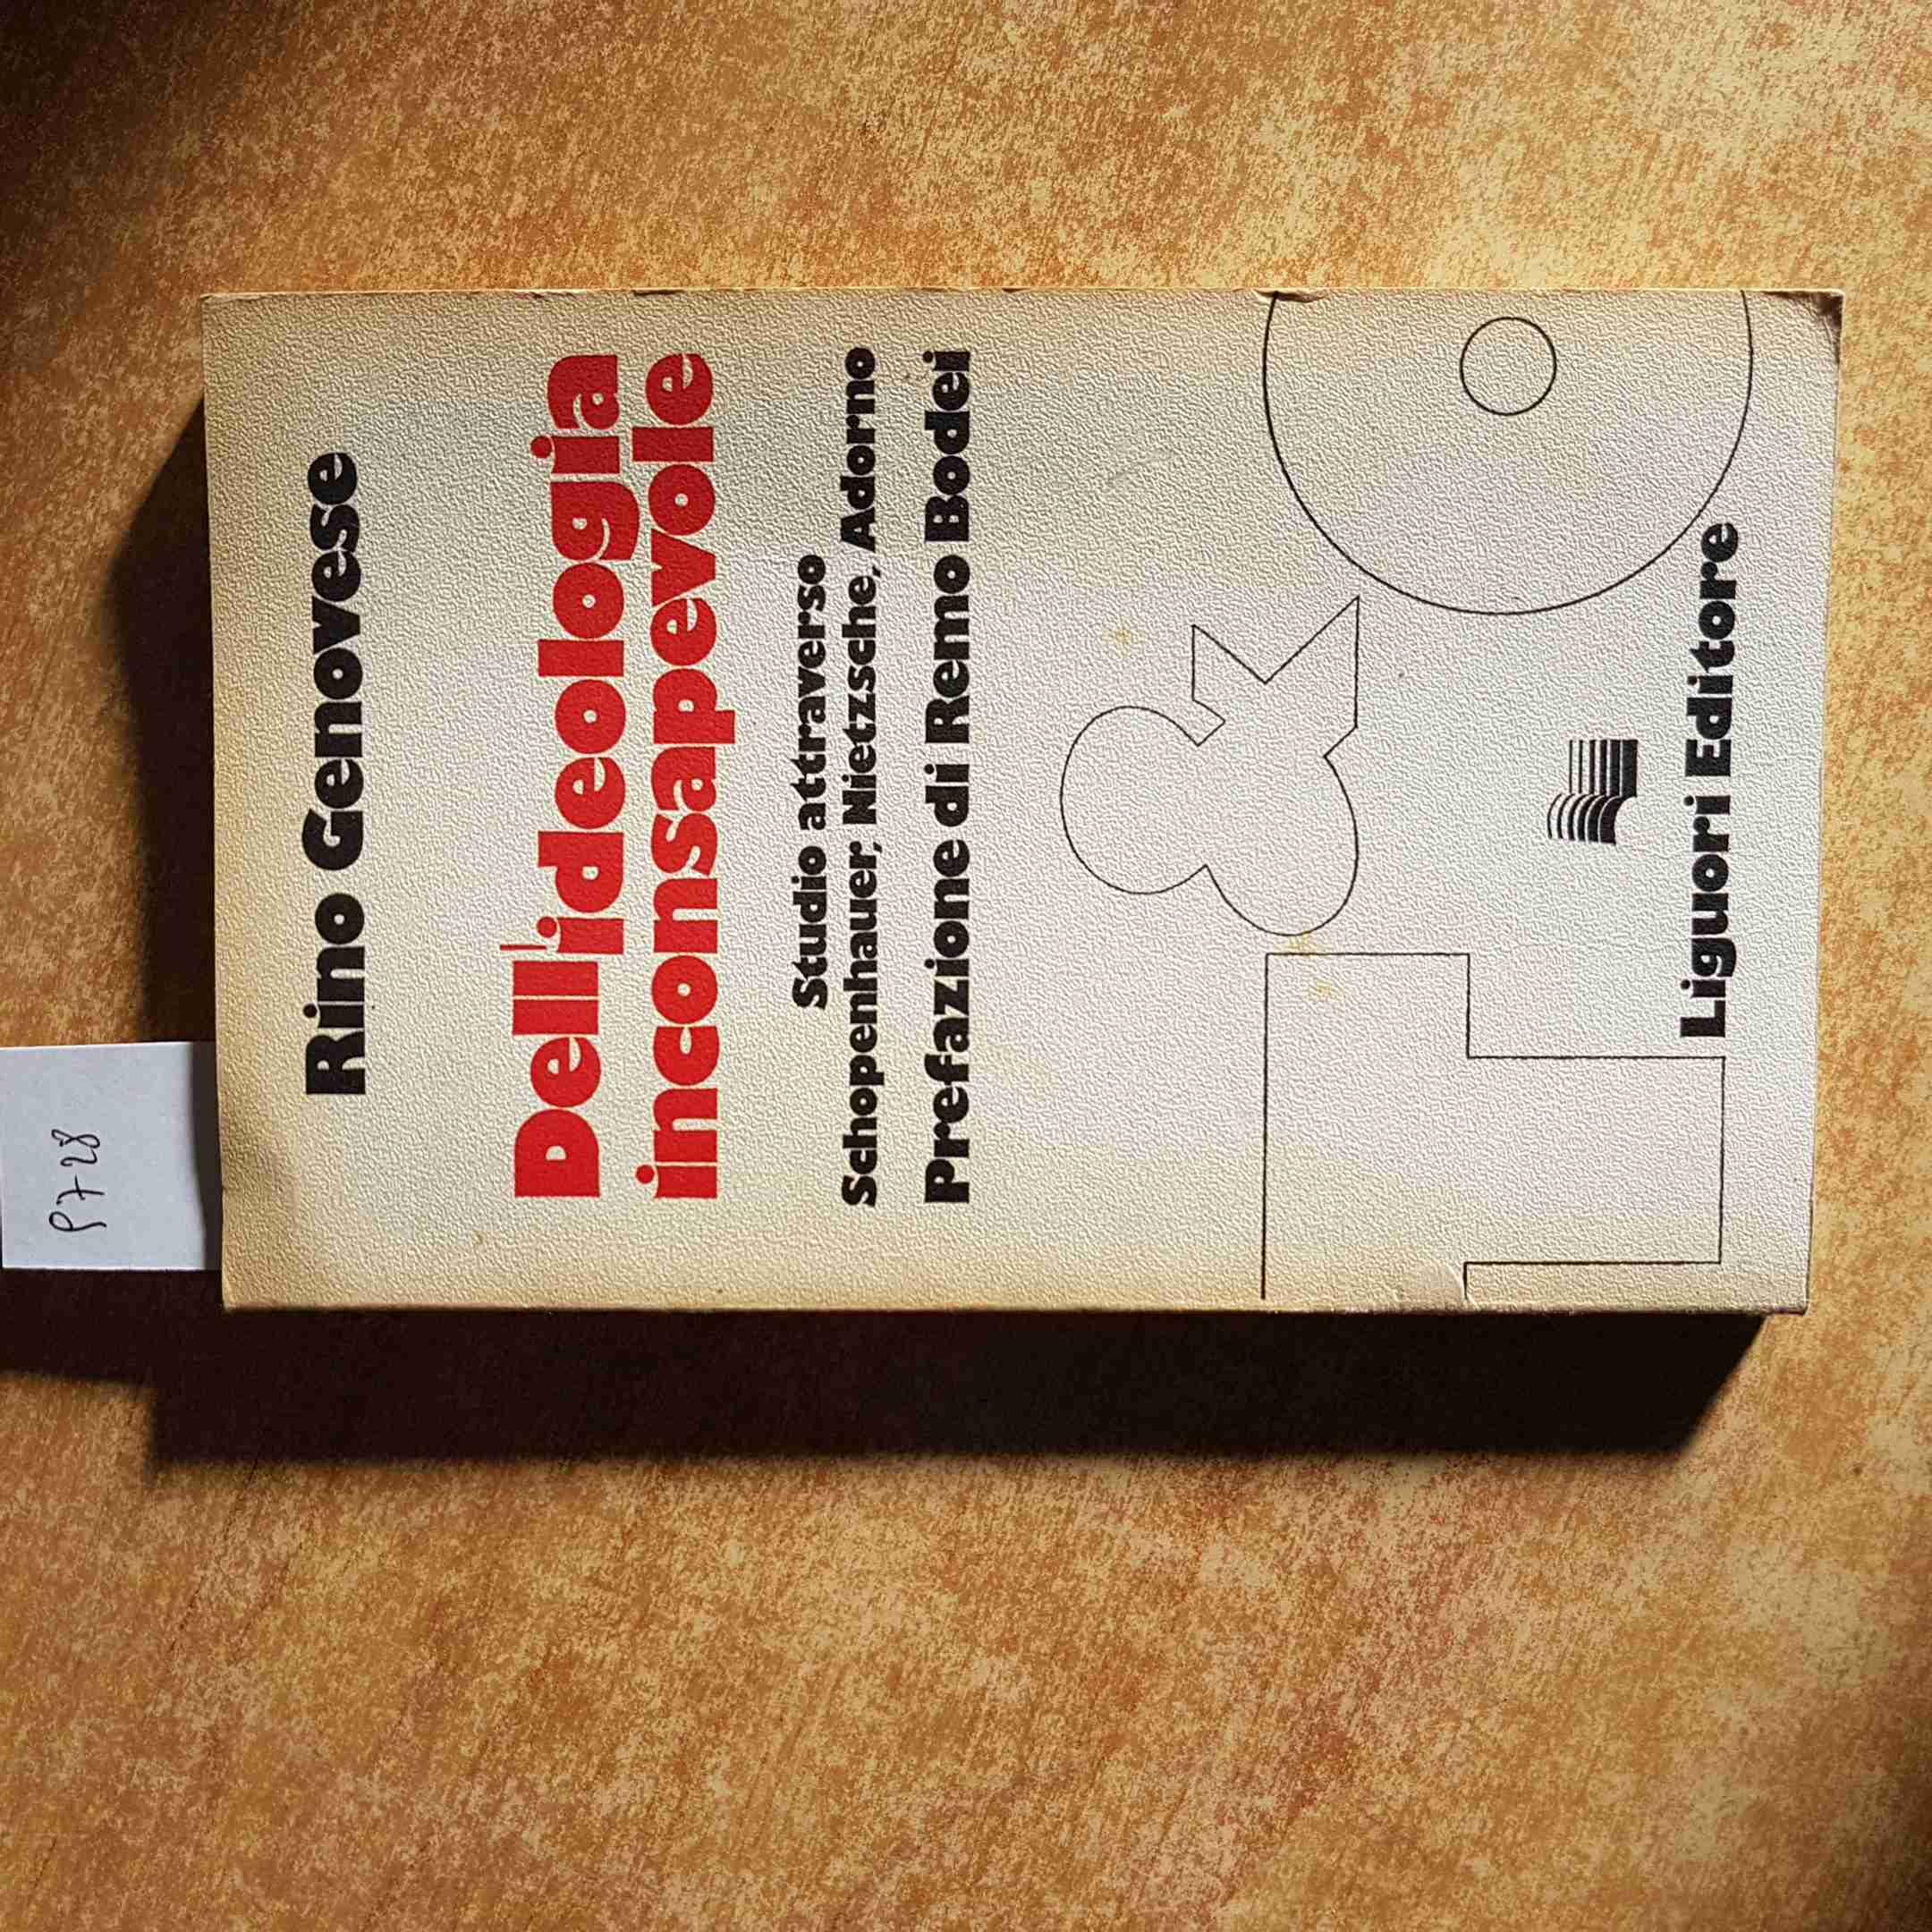 Rino Genovese
Dell'ideologia
inconsapevole
Studio attraverso
Schopenhauer, Nietzsche, Adorno
Prefazione di Remo Bodei
T & O
Liguori Editore
P728